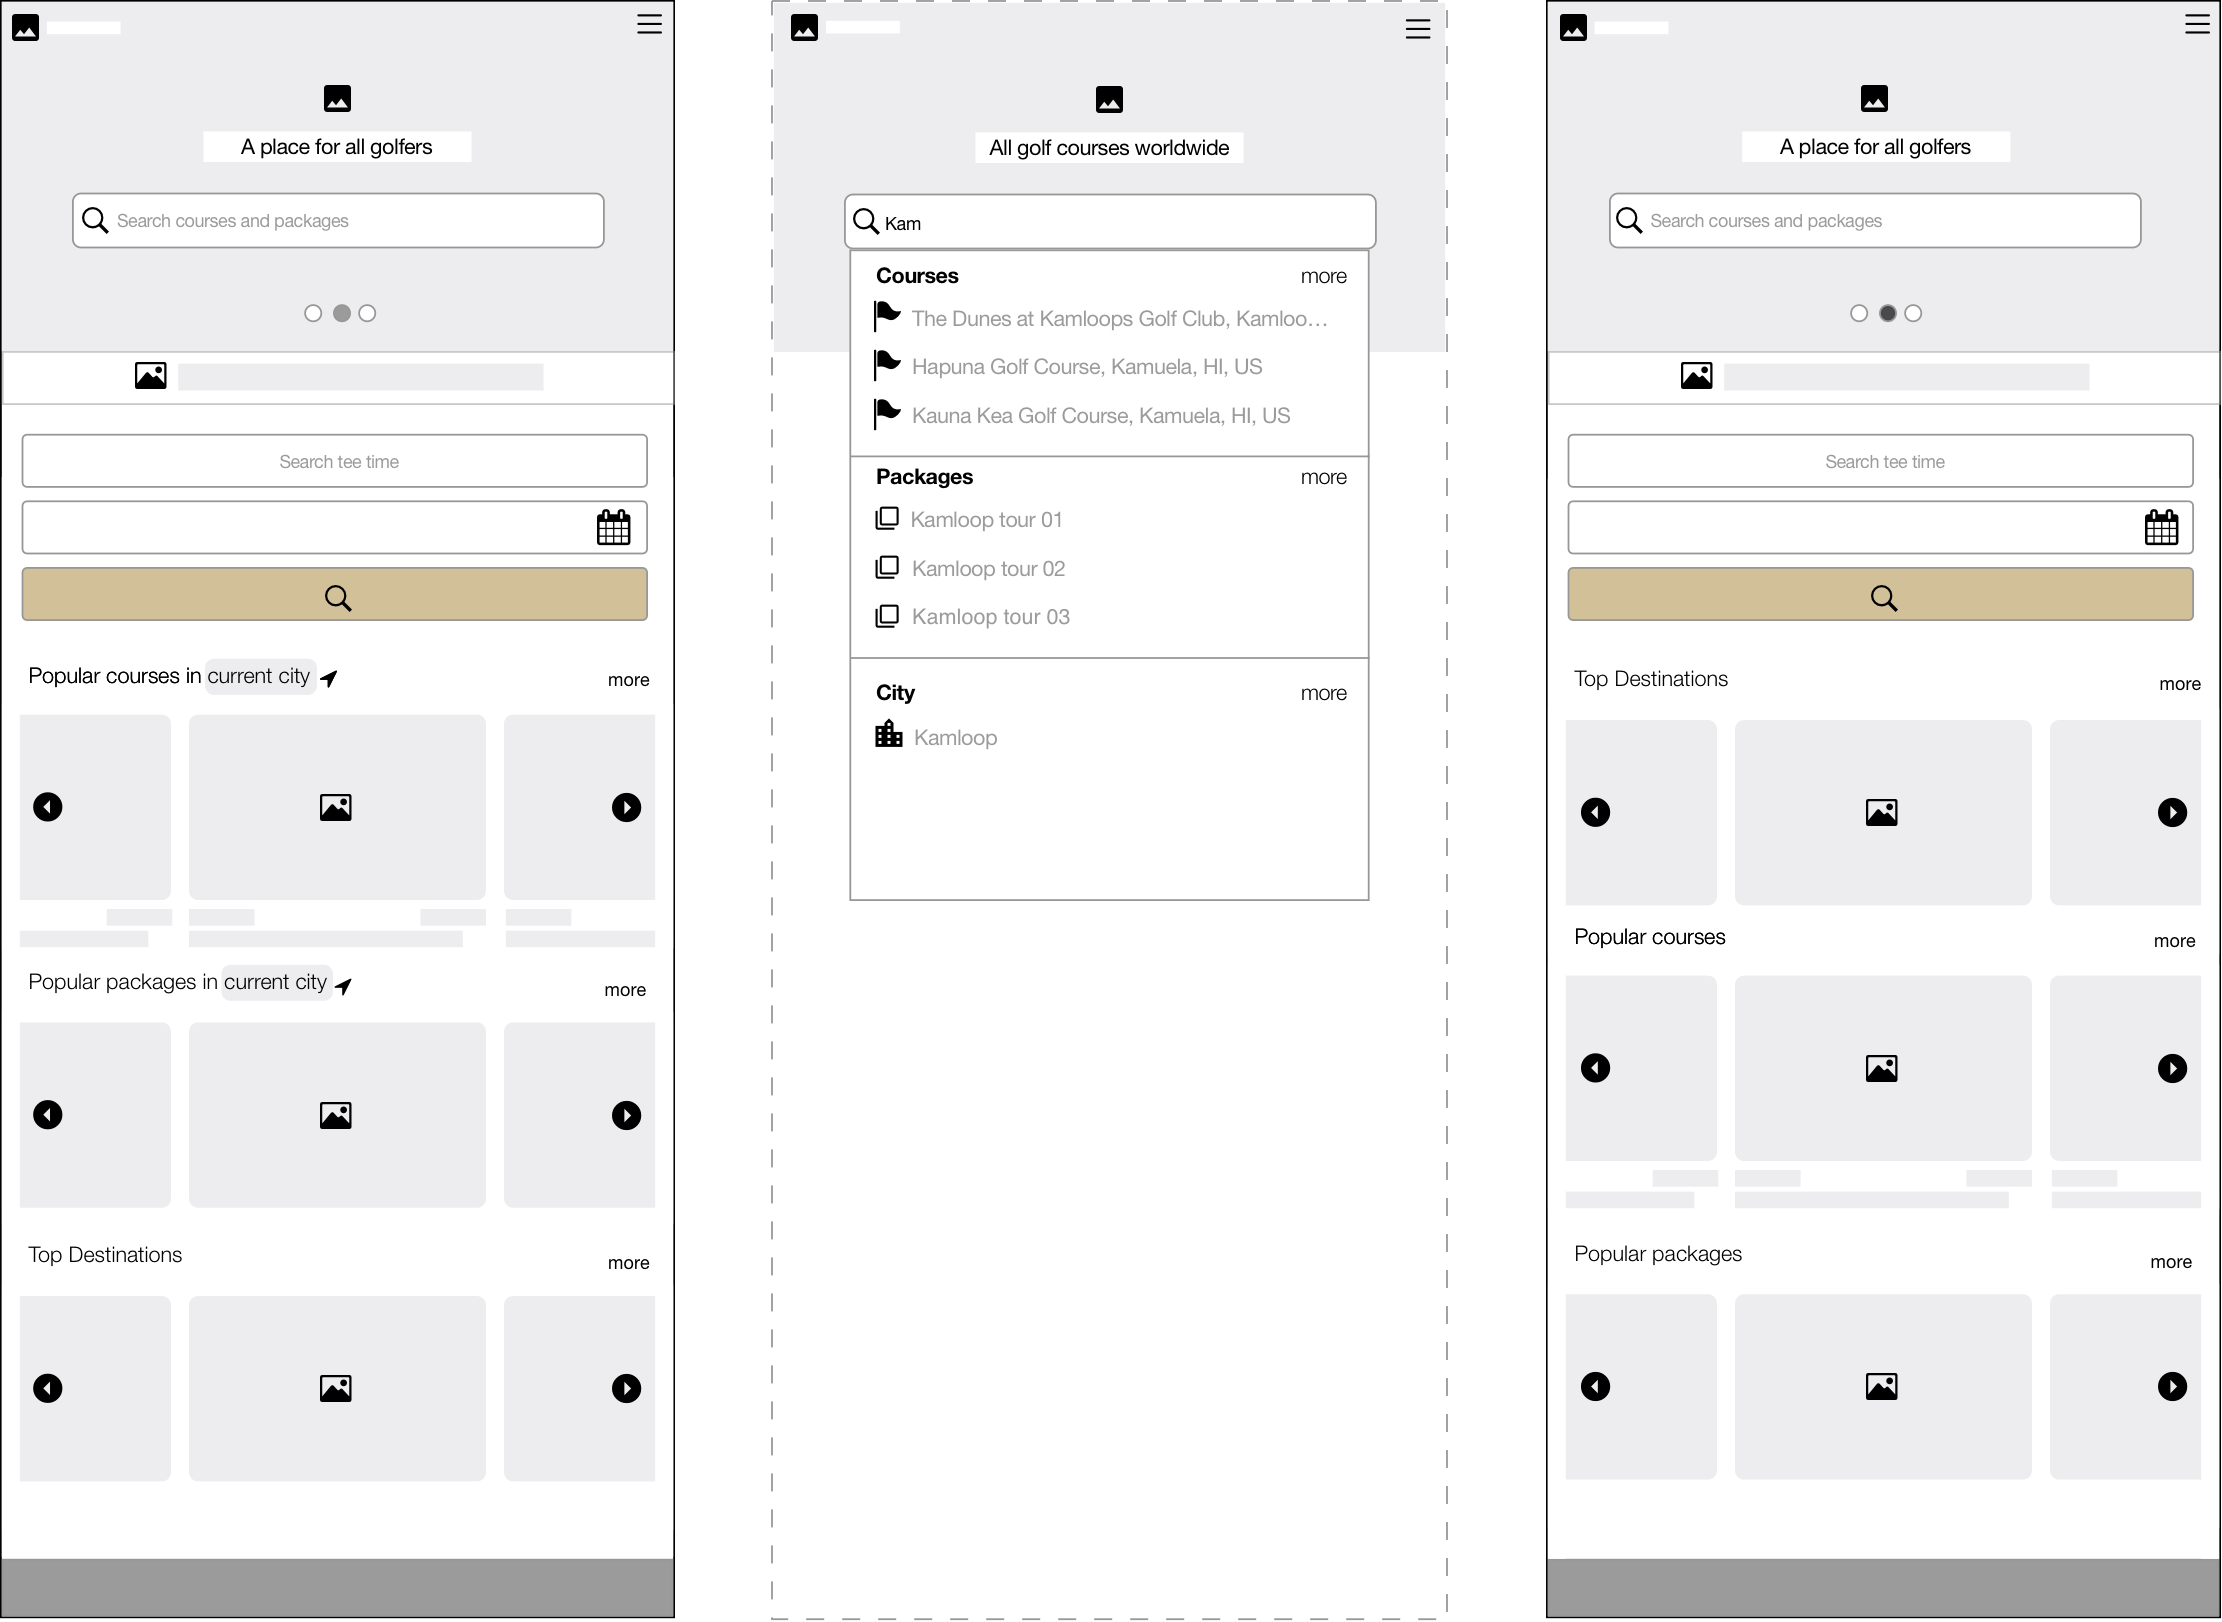 A place for all golfers
Search courses and packages
Search tee time
Popular courses in current city
more
Popular packages in current city
more
Top Destinations
more
All golf courses worldwide
Kam
Courses
more
The Dunes at Kamloops Golf Club, Kamloo...
Hapuna Golf Course, Kamuela, HI, US
Kauna Kea Golf Course, Kamuela, HI, US
Packages
more
Kamloop tour 01
Kamloop tour 02
Kamloop tour 03
City
more
Kamloop
A place for all golfers
Search courses and packages
Search tee time
Top Destinations
more
Popular courses
more
Popular packages
more